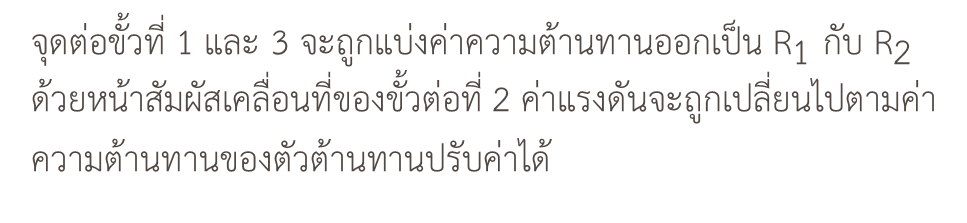 จุดต่อขั้วที่ 1 และ 3 จะถูกแบ่งค่าความต้านทานออกเป็น R₁ กับ R₂
ด้วยหน้าสัมผัสเคลื่อนที่ของขั้วต่อที่ 2 ค่าแรงดันจะถูกเปลี่ยนไปตามค่า
ความต้านทานของตัวต้านทานปรับค่าได้